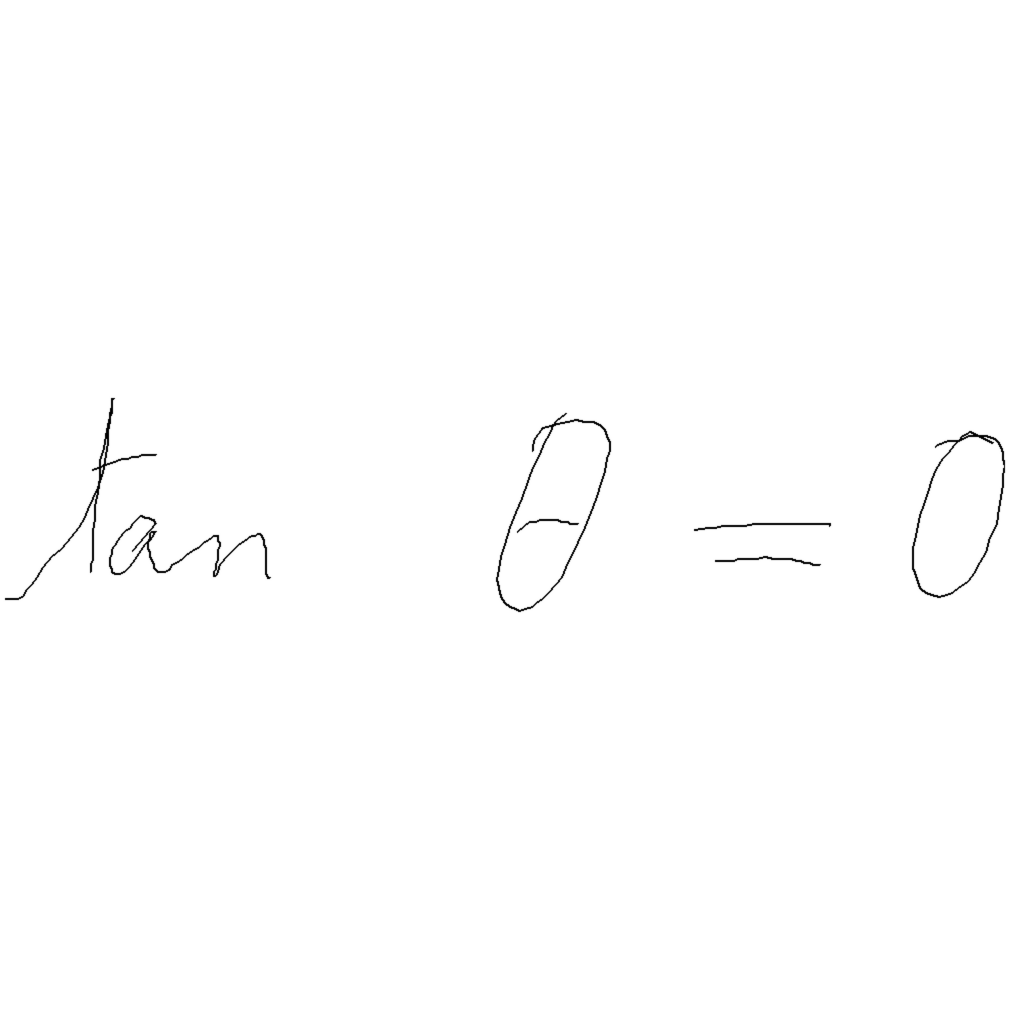 tan θ = 0